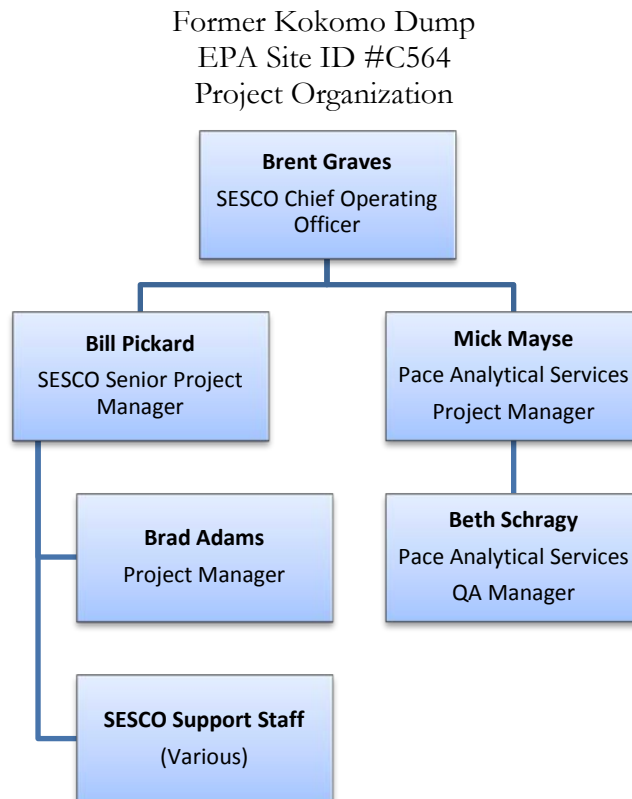 Former Kokomo Dump
EPA Site ID #C564
Project Organization
Brent Graves
SESCO Chief Operating
Officer
Bill Pickard
SESCO Senior Project
Manager
Mick Mayse
Pace Analytical Services
Project Manager
Brad Adams
Project Manager
Beth Schragy
Pace Analytical Services
QA Manager
SESCO Support Staff
(Various)